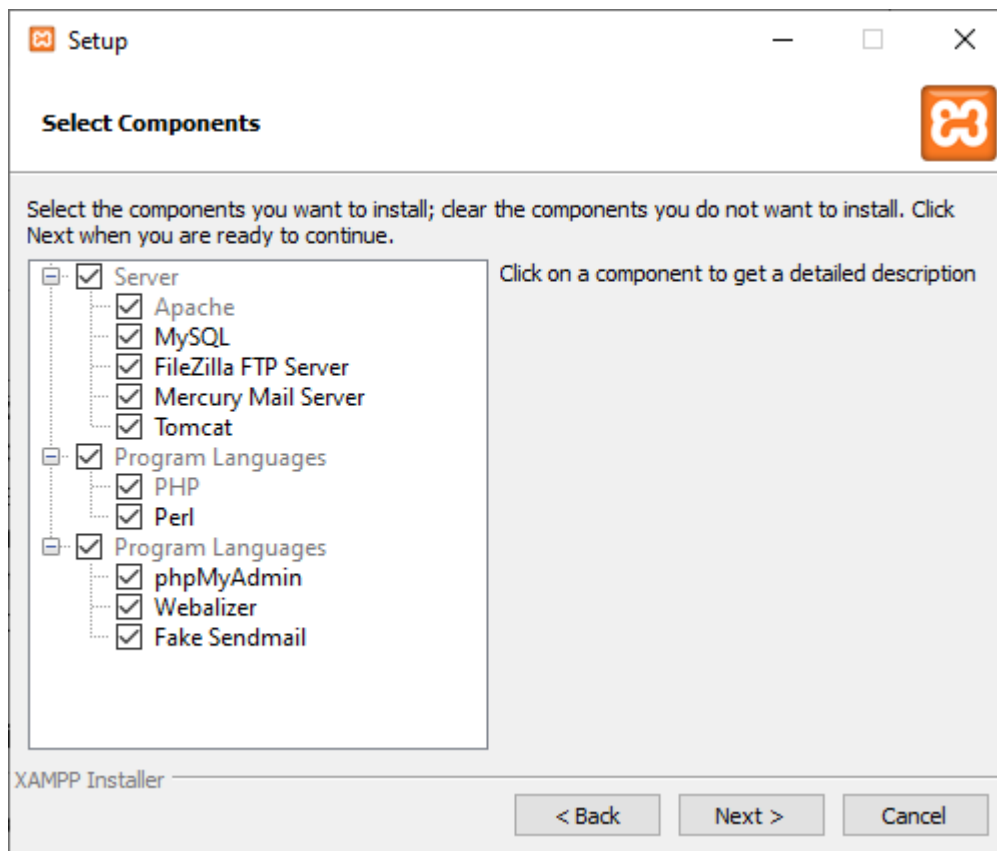 Setup
Select Components
Select the components you want to install; clear the components you do not want to install. Click
Next when you are ready to continue.
Server
Click on a component to get a detailed description
Apache
MySQL
FileZilla FTP Server
Mercury Mail Server
Tomcat
Program Languages
PHP
Perl
Program Languages
phpMyAdmin
Webalizer
Fake Sendmail
XAMPP Installer
< Back
Next >
Cancel